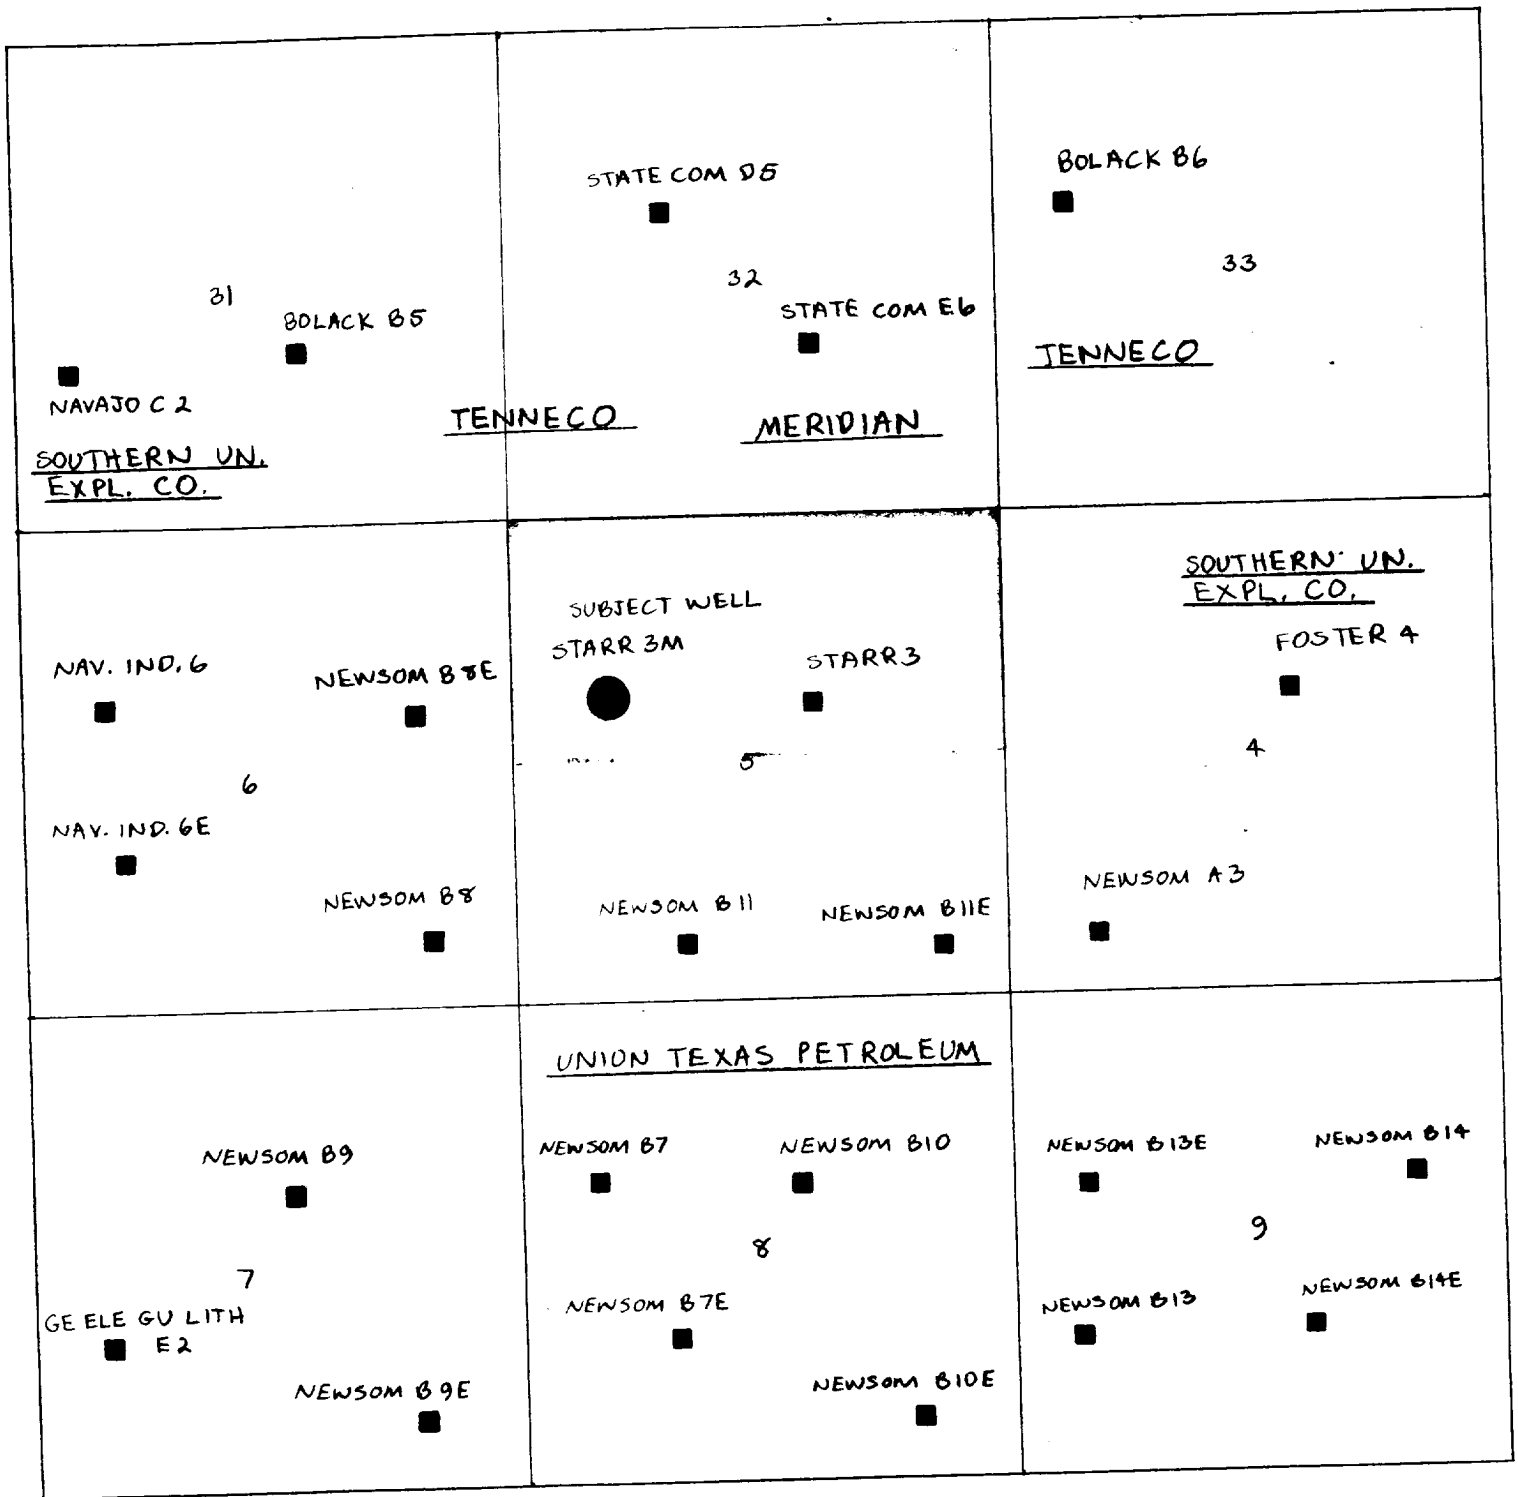 STATE COM D5
BOLACK B6
31
32
33
BOLACK B5
STATE COM E6
TENNECO
NAVAJO C 2
TENNECO
MERIDIAN
SOUTHERN UN.
EXPL. CO.
SOUTHERN UN.
EXPL. CO.
SUBJECT WELL
STARR 3M
STARR 3
FOSTER 4
NAV. IND. 6
NEWSOM B8E
6
5
4
NAV. IND. 6E
NEWSOM B8
NEWSOM B11
NEWSOM B11E
NEWSOM A3
UNION TEXAS PETROLEUM
NEWSOM B9
NEWSOM B7
NEWSOM B10
NEWSOM B13E
NEWSOM B14
7
8
9
GE ELE GU LITH
E2
NEWSOM B7E
NEWSOM B13
NEWSOM B14E
NEWSOM B9E
NEWSOM B10E